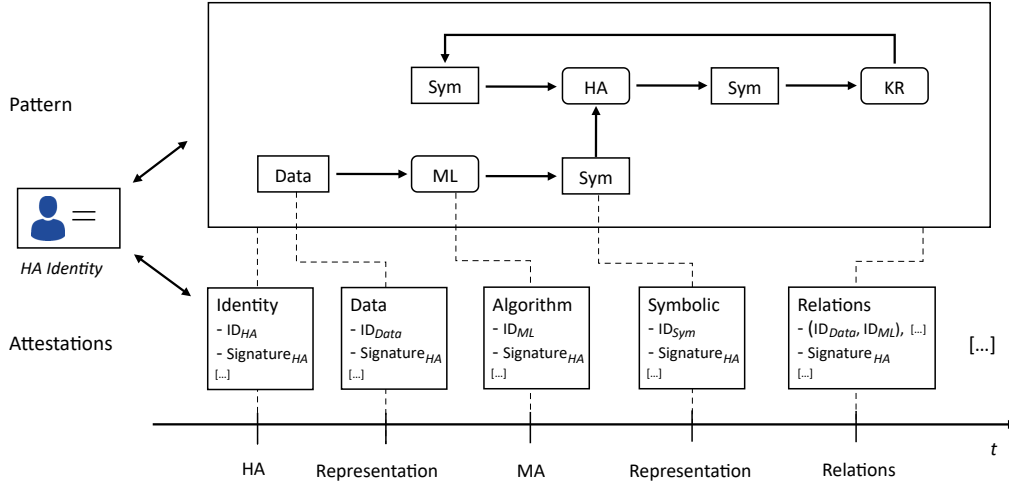 Sym
HA
Sym
KR
Pattern
Data
ML
Sym
HA Identity
Attestations
Identity
- ID_HA
- Signature_HA
[...]
Data
- ID_Data
- Signature_HA
[...]
Algorithm
- ID_ML
- Signature_HA
[...]
Symbolic
- ID_Sym
- Signature_HA
[...]
Relations
- (ID_Data, ID_ML), [...]
- Signature_HA
[...]
[...]
t
HA
Representation
MA
Representation
Relations